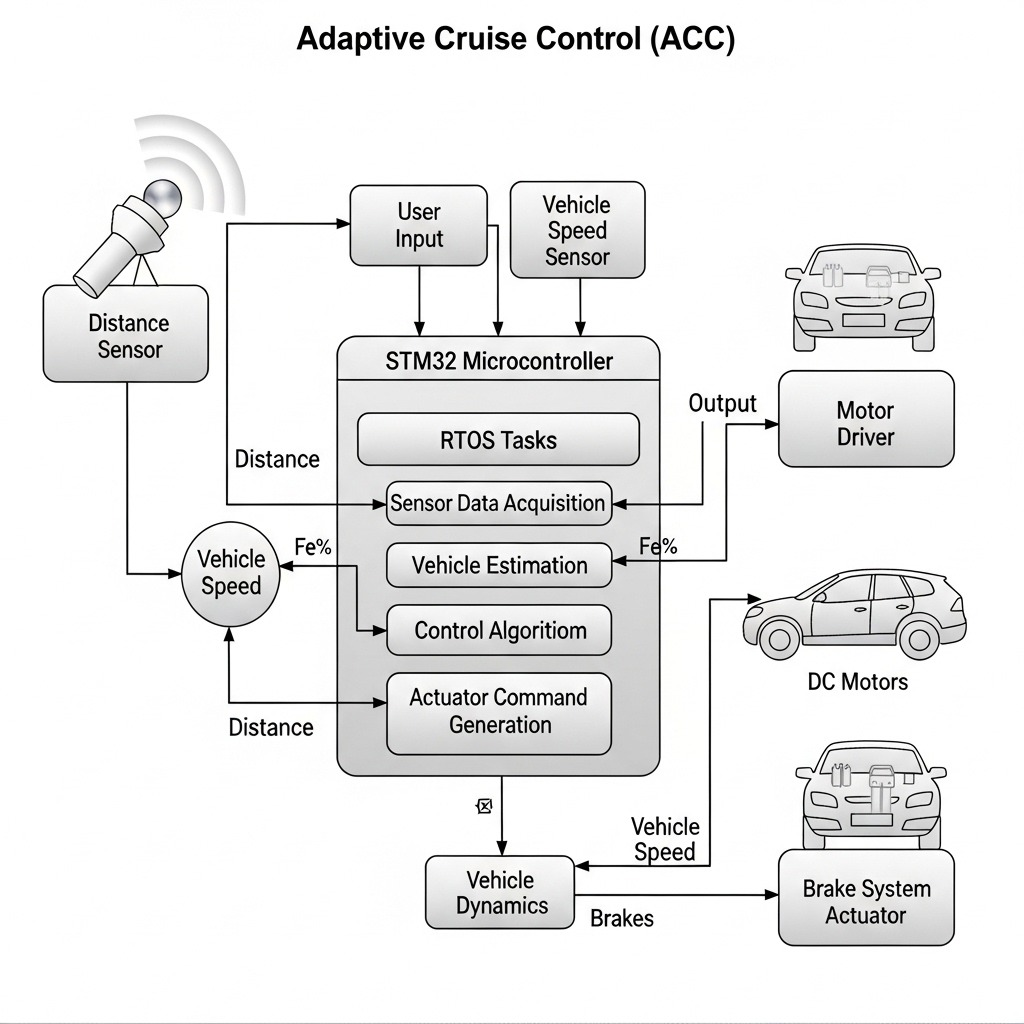 Adaptive Cruise Control (ACC)
User
Input
Vehicle
Speed
Sensor
Distance
Sensor
STM32 Microcontroller
Output
Motor
Driver
RTOS Tasks
Distance
Sensor Data Acquisition
Fe%
Fe%
Vehicle
Speed
Vehicle Estimation
Control Algoritiom
DC Motors
Actuator Command
Generation
Distance
Vehicle
Speed
Vehicle
Dynamics
Brakes
Brake System
Actuator